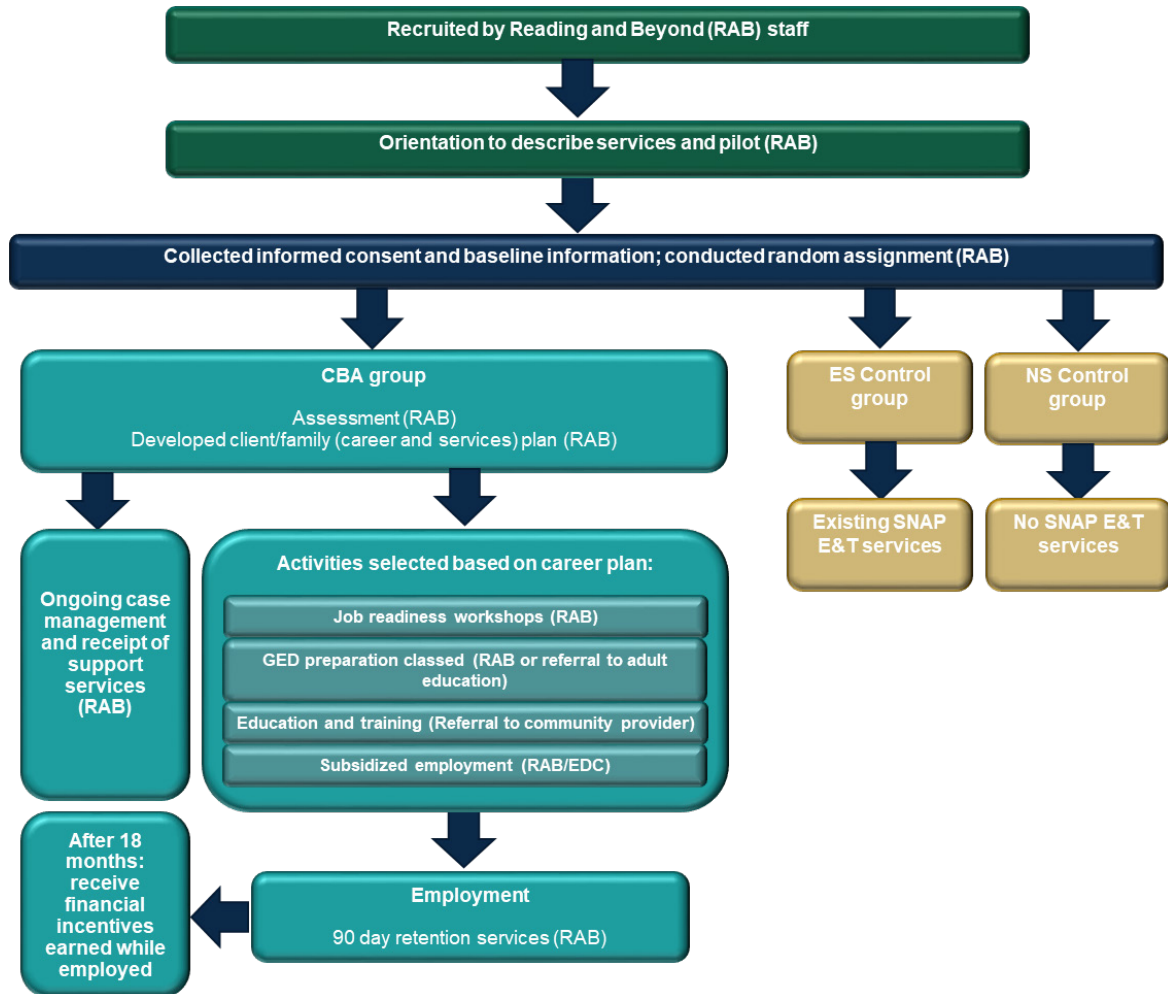 Recruited by Reading and Beyond (RAB) staff
Orientation to describe services and pilot (RAB)
Collected informed consent and baseline information; conducted random assignment (RAB)
CBA group
Assessment (RAB)
Developed client/family (career and services) plan (RAB)
ES Control
group
NS Control
group
Existing SNAP
E&T services
No SNAP E&T
services
Ongoing case
management
and receipt of
support
services
(RAB)
Activities selected based on career plan:
Job readiness workshops (RAB)
GED preparation classed (RAB or referral to adult
education)
Education and training (Referral to community provider)
Subsidized employment (RAB/EDC)
After 18
months:
receive
financial
incentives
earned while
employed
Employment
90 day retention services (RAB)